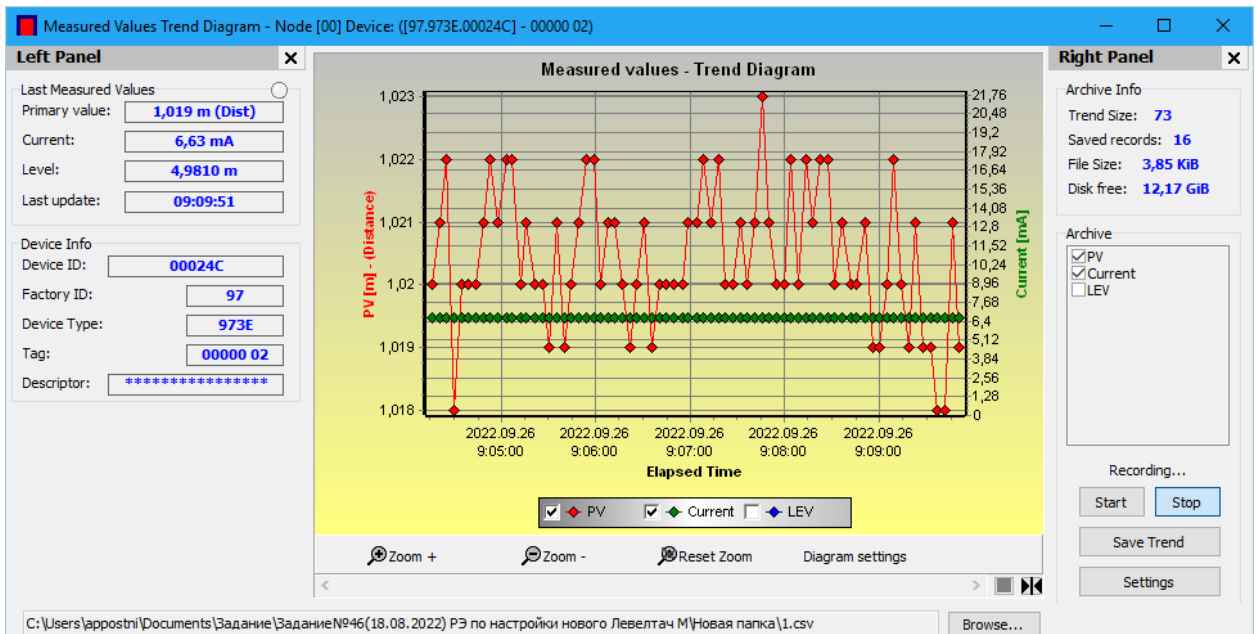 Measured Values Trend Diagram - Node [00] Device: ([97.973E.00024C] - 00000 02)
Left Panel
Last Measured Values
Primary value: 1,019 m (Dist)
Current: 6,63 mA
Level: 4,9810 m
Last update: 09:09:51
Device Info
Device ID: 00024C
Factory ID: 97
Device Type: 973E
Tag: 00000 02
Descriptor: ****************
Measured values - Trend Diagram
PV [m] - (Distance)
1,023
1,022
1,021
1,02
1,019
1,018
21,76
20,48
19,2
17,92
16,64
15,36
14,08
12,8
11,52
10,24
8,96
7,68
6,4
5,12
3,84
2,56
1,28
0
Current [mA]
2022.09.26 2022.09.26 2022.09.26 2022.09.26 2022.09.26
9:05:00 9:06:00 9:07:00 9:08:00 9:09:00
Elapsed Time
PV Current LEV
Zoom + Zoom - Reset Zoom Diagram settings
Right Panel
Archive Info
Trend Size: 73
Saved records: 16
File Size: 3,85 KiB
Disk free: 12,17 GiB
Archive
PV
Current
LEV
Recording...
Start Stop
Save Trend
Settings
C:\Users\appostni\Documents\Задание\Задание№46(18.08.2022) РЭ по настройки нового Левелтач М\Новая папка\1.csv Browse...